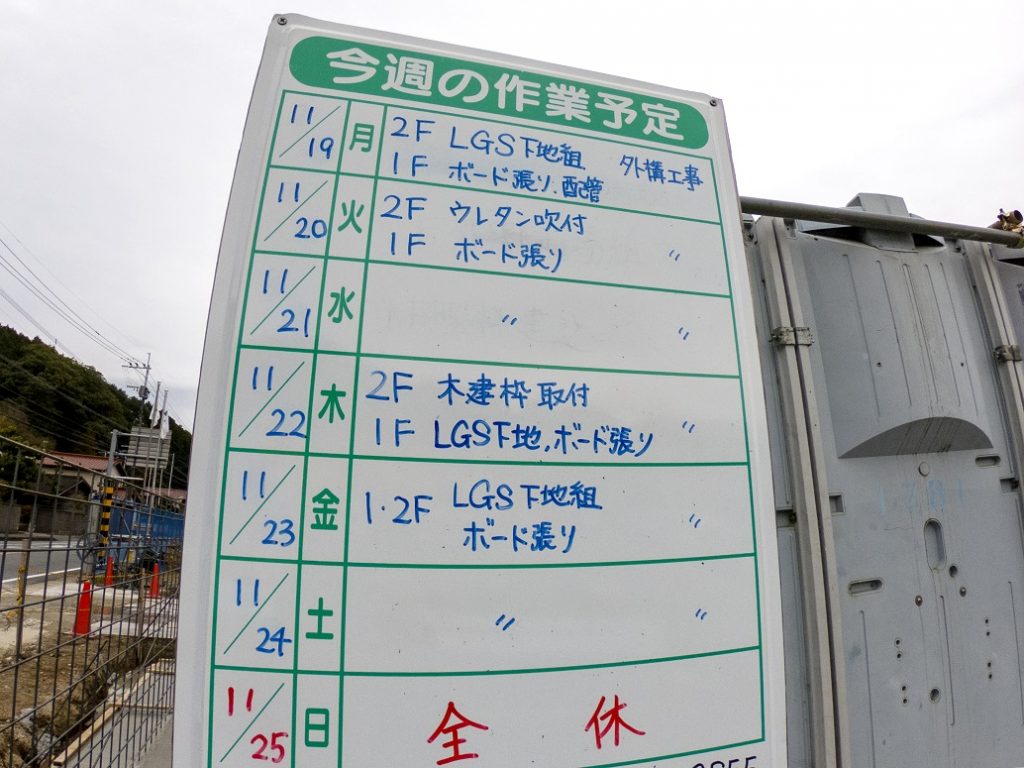 今週の作業予定
11/19 月 2F LGS下地組 外構工事
1F ボード張り.配管
11/20 火 2F ウレタン吹付
1F ボード張り 〃
11/21 水 〃 〃
11/22 木 2F 木建枠取付
1F LGS下地,ボード張り 〃
11/23 金 1・2F LGS下地組
ボード張り 〃
11/24 土 〃 〃
11/25 日 全休